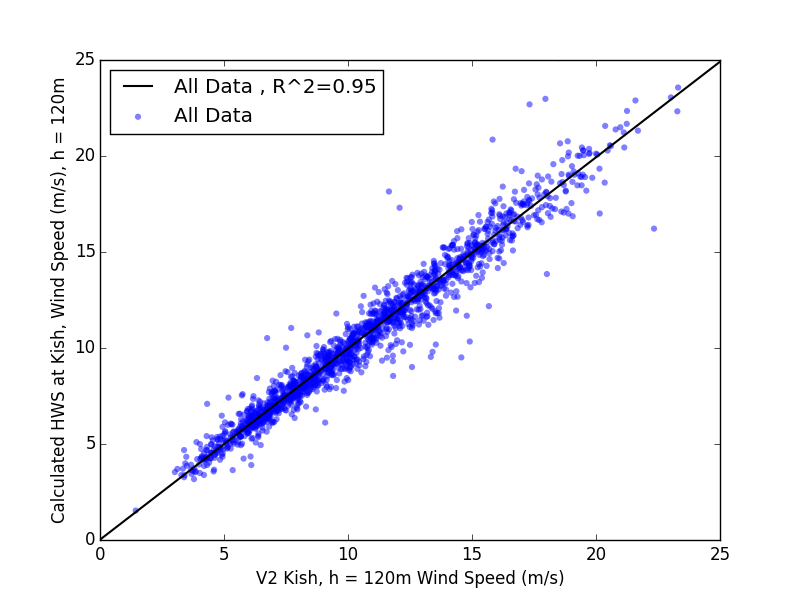 25
20
15
10
5
0
0 5 10 15 20 25
All Data , R^2=0.95
All Data
Calculated HWS at Kish, Wind Speed (m/s), h = 120m
V2 Kish, h = 120m Wind Speed (m/s)